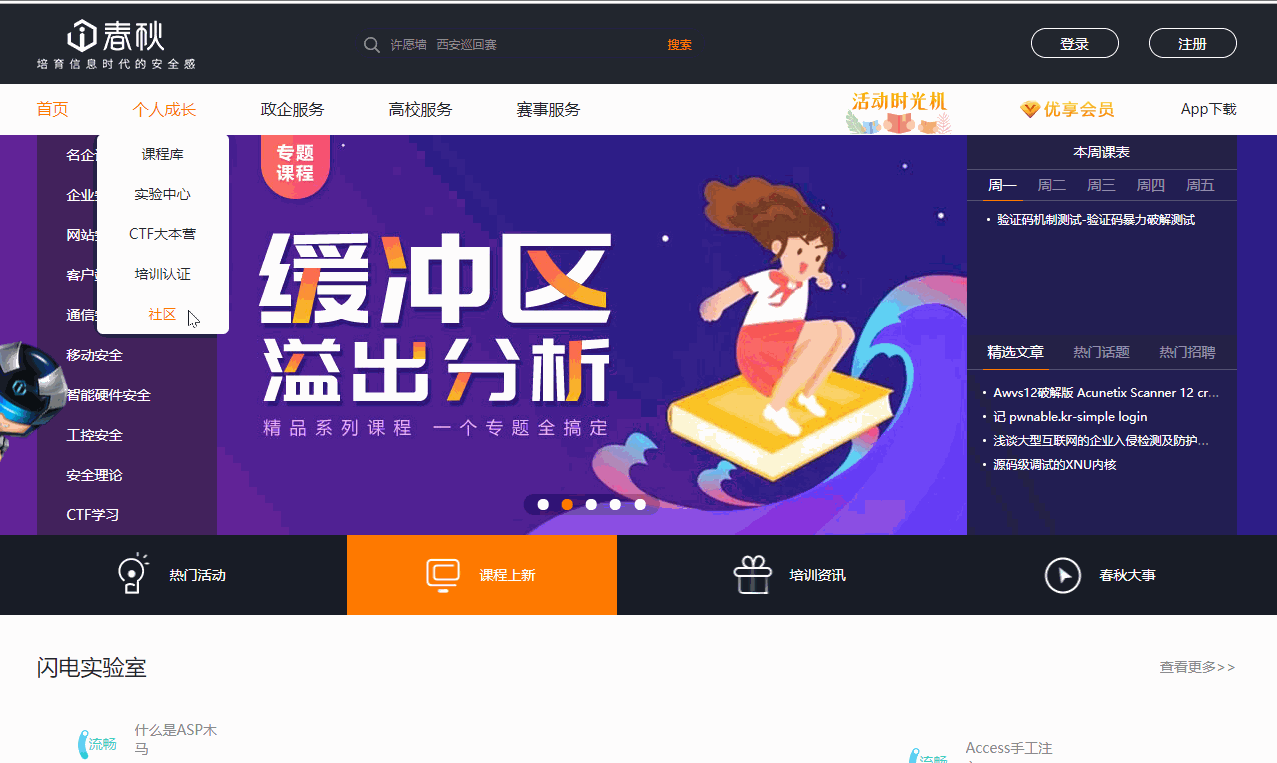 春秋
培育信息时代的安全感
许愿墙 西安巡回赛
搜索
登录
注册
首页
个人成长
政企服务
高校服务
赛事服务
活动时光机
优享会员
App下载
课程库
实验中心
CTF大本营
培训认证
社区
名企
企业
网站
客户
通信
移动安全
智能硬件安全
工控安全
安全理论
CTF学习
专题
课程
缓冲区
溢出分析
精品系列课程 一个专题全搞定
本周课表
周一 周二 周三 周四 周五
• 验证码机制测试-验证码暴力破解测试
精选文章 热门话题 热门招聘
• Awvs12破解版 Acunetix Scanner 12 cr...
• 记 pwnable.kr-simple login
• 浅谈大型互联网的企业入侵检测及防护...
• 源码级调试的XNU内核
热门活动
课程上新
培训资讯
春秋大事
闪电实验室
查看更多>>
流畅
什么是ASP木
马
流畅
Access手工注